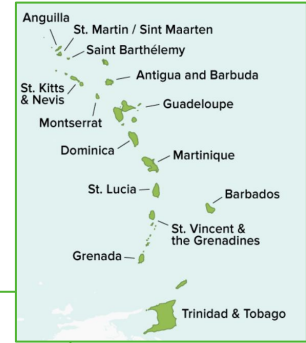 Anguilla
St. Martin / Sint Maarten
Saint Barthélemy
Antigua and Barbuda
St. Kitts
& Nevis
Guadeloupe
Montserrat
Dominica
Martinique
St. Lucia
Barbados
St. Vincent &
the Grenadines
Grenada
Trinidad & Tobago